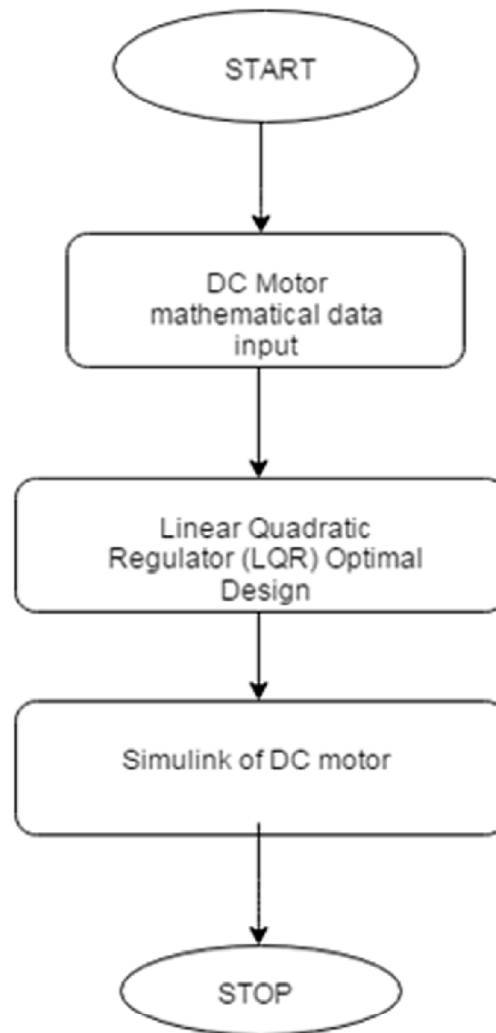 START
DC Motor
mathematical data
input
Linear Quadratic
Regulator (LQR) Optimal
Design
Simulink of DC motor
STOP